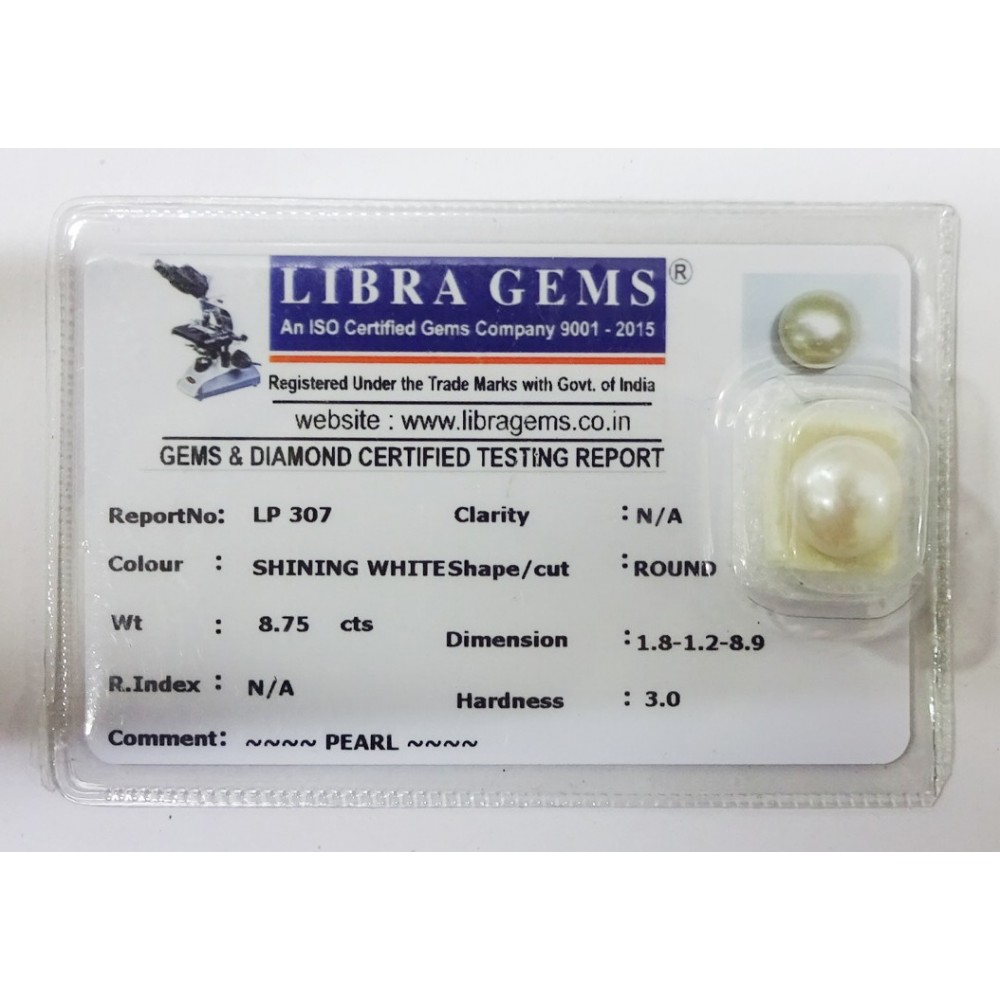 LIBRA GEMS ®
An ISO Certified Gems Company 9001 - 2015
Registered Under the Trade Marks with Govt. of India
website : www.libragems.co.in
GEMS & DIAMOND CERTIFIED TESTING REPORT
ReportNo: LP 307 Clarity : N/A
Colour : SHINING WHITE Shape/cut : ROUND
Wt : 8.75 cts Dimension : 1.8-1.2-8.9
R.Index : N/A Hardness : 3.0
Comment: ~~~~ PEARL ~~~~